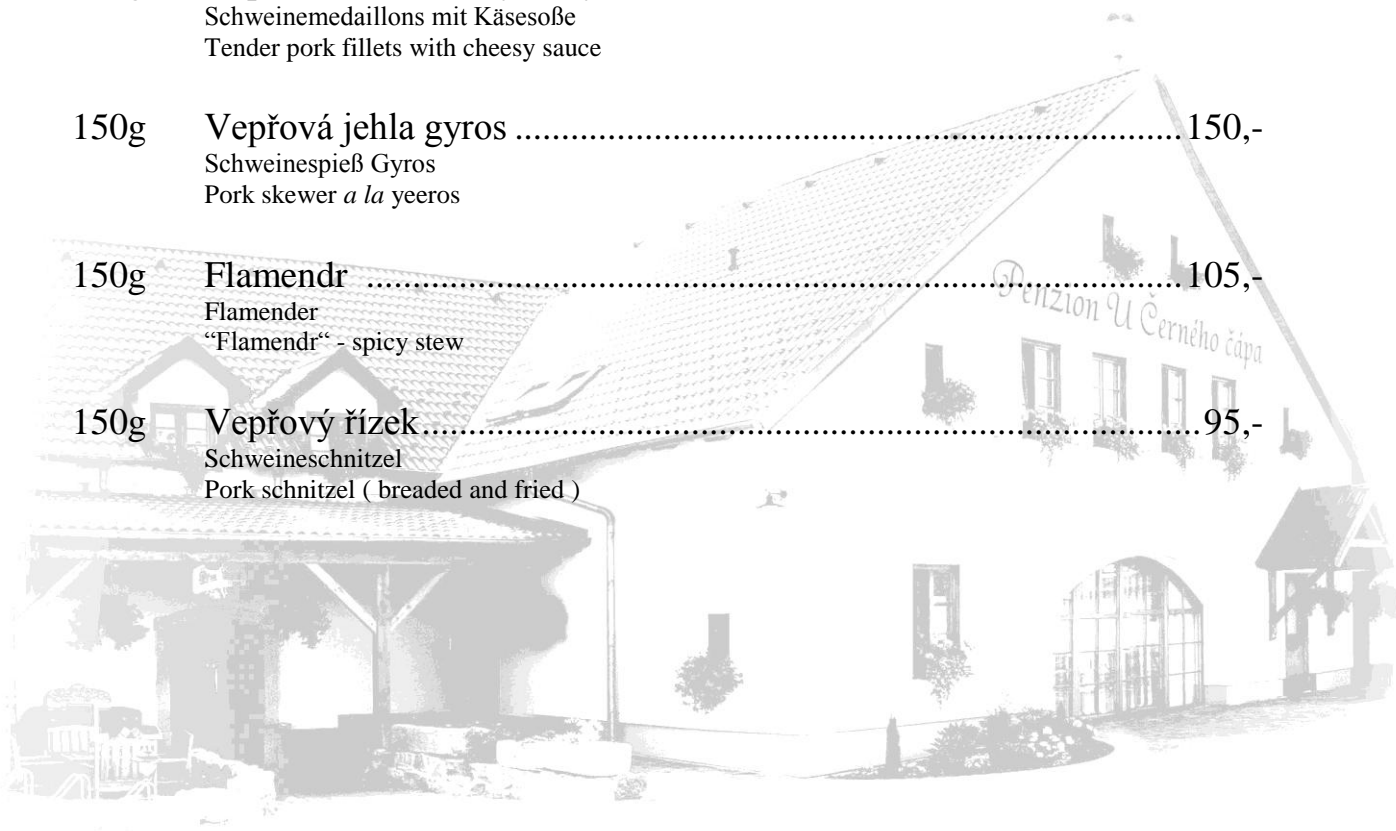 Schweinemedaillons mit Käsesoße
Tender pork fillets with cheesy sauce
150g Vepřová jehla gyros ........................................................................ 150,-
Schweinespieß Gyros
Pork skewer a la yeeros
150g Flamendr ................................................................................................ 105,-
Flamender
“Flamendr“ - spicy stew
Penzion U Černého čápa
150g Vepřový řízek.................................................................................... 95,-
Schweineschnitzel
Pork schnitzel ( breaded and fried )